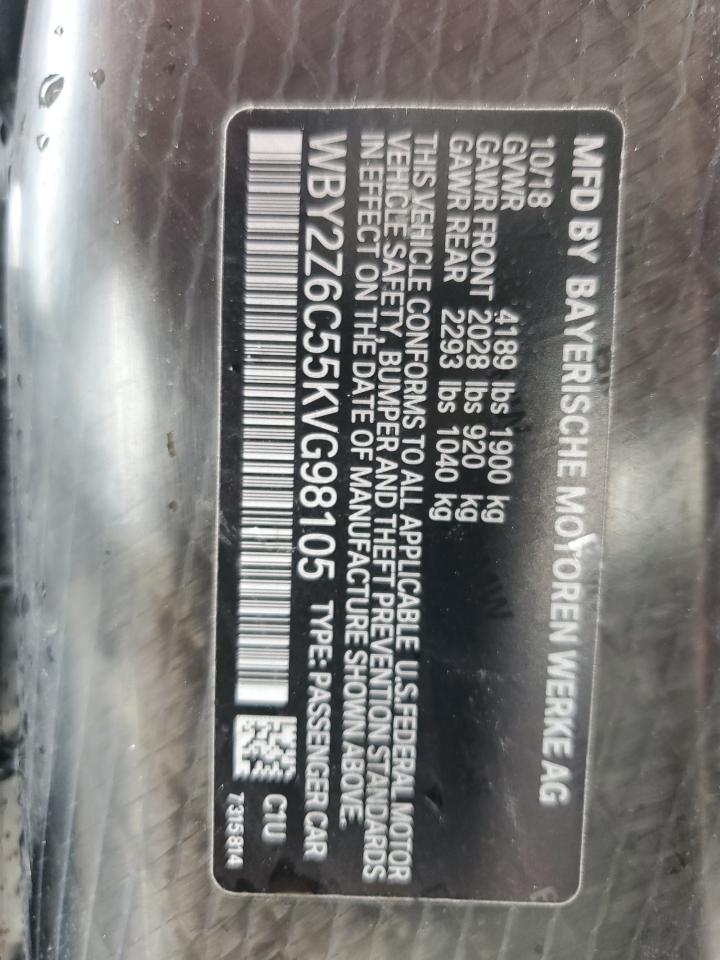 MFD BY BAYERISCHE MOTOREN WERKE AG
10/18
GVWR 4189 lbs 1900 kg
GAWR FRONT 2028 lbs 920 kg
GAWR REAR 2293 lbs 1040 kg
THIS VEHICLE CONFORMS TO ALL APPLICABLE U.S.FEDERAL MOTOR
VEHICLE SAFETY, BUMPER AND THEFT PREVENTION STANDARDS
IN EFFECT ON THE DATE OF MANUFACTURE SHOWN ABOVE.
WBY2Z6C55KVG98105 TYPE: PASSENGER CAR
C1U
7315814